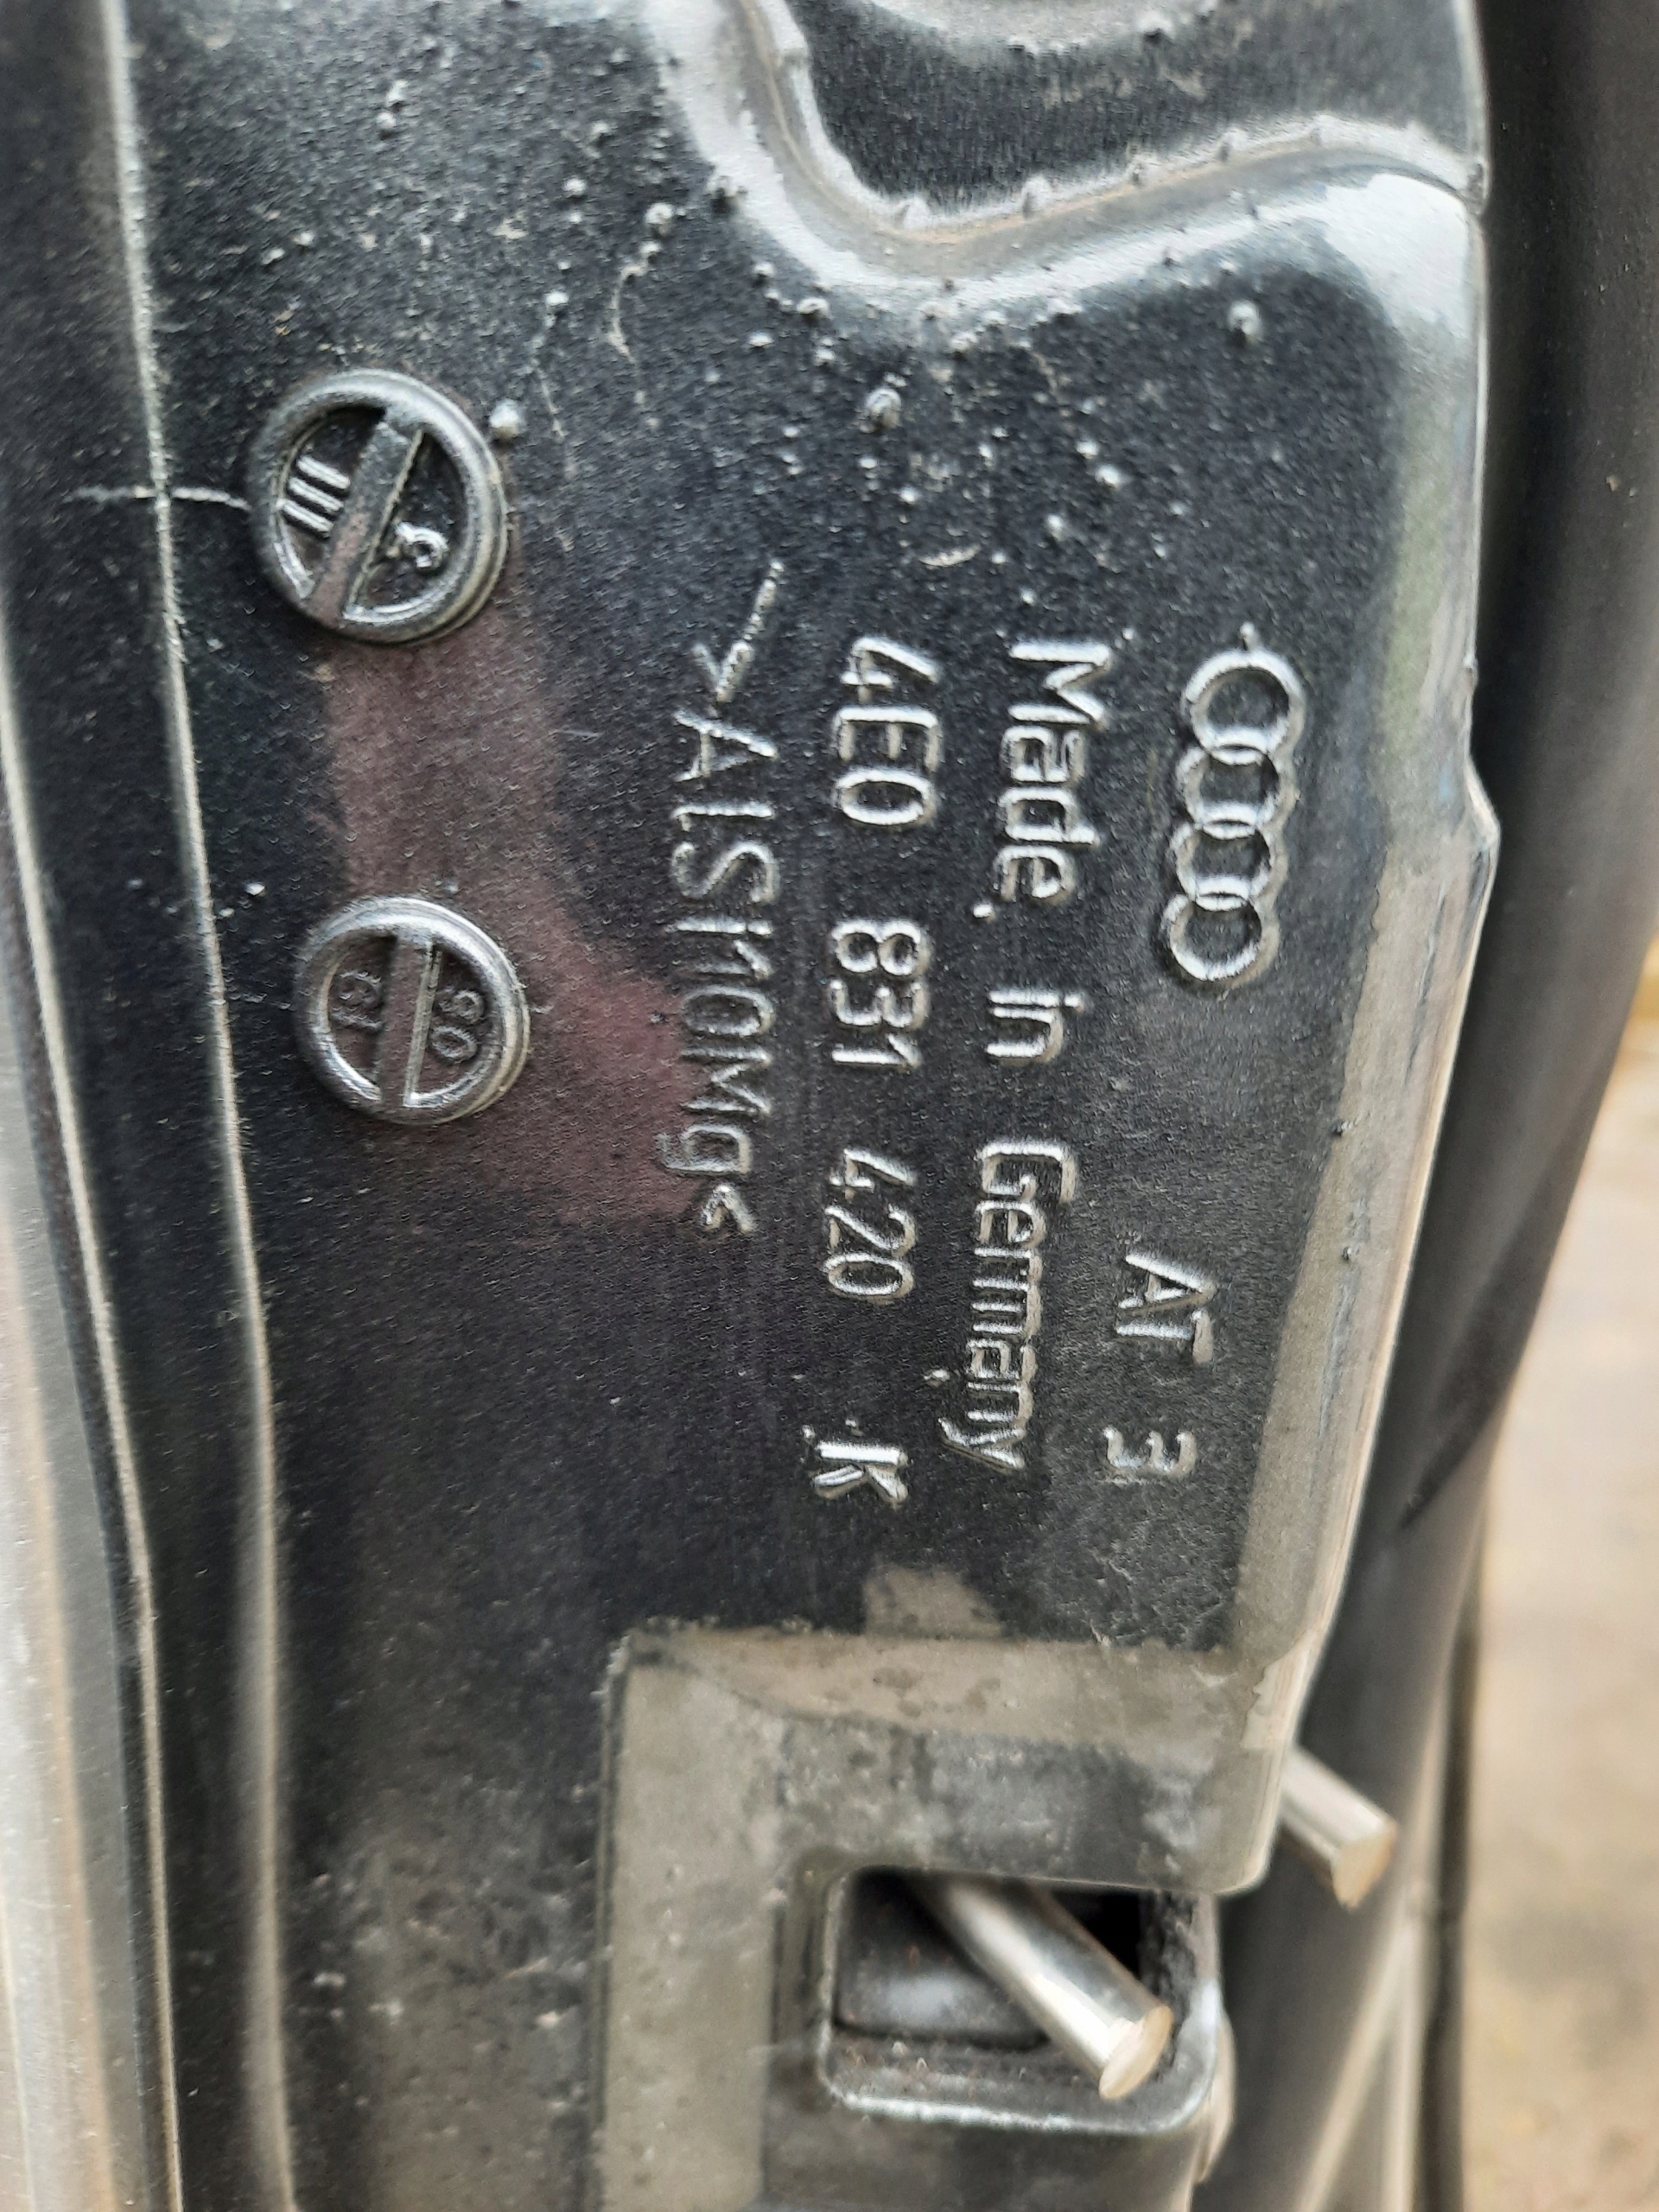 AT 3
Made in Germany
4E0 831 420 K
>AlSi10Mg<